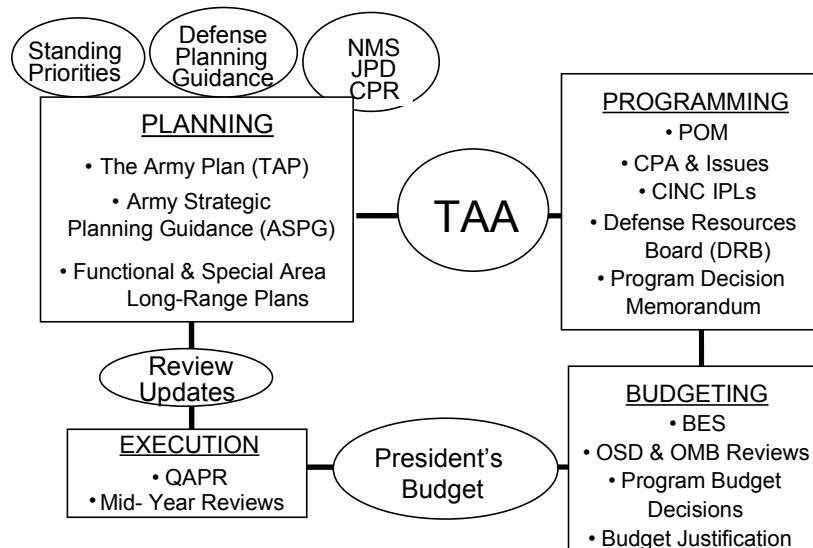 Standing
Priorities
Defense
Planning
Guidance
NMS
JPD
CPR
PLANNING
• The Army Plan (TAP)
• Army Strategic
Planning Guidance (ASPG)
• Functional & Special Area
Long-Range Plans
TAA
PROGRAMMING
• POM
• CPA & Issues
• CINC IPLs
• Defense Resources
Board (DRB)
• Program Decision
Memorandum
Review
Updates
EXECUTION
• QAPR
• Mid- Year Reviews
President’s
Budget
BUDGETING
• BES
• OSD & OMB Reviews
• Program Budget
Decisions
• Budget Justification